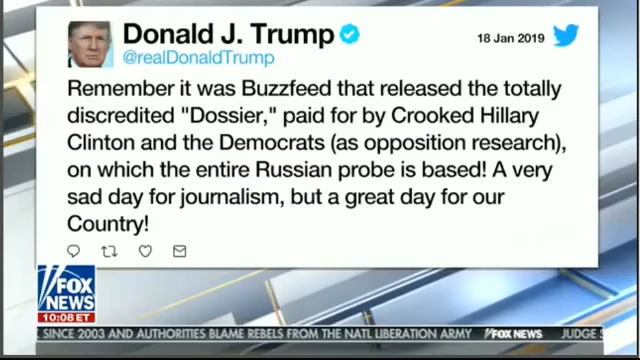 Donald J. Trump
@realDonaldTrump
18 Jan 2019
Remember it was Buzzfeed that released the totally
discredited "Dossier," paid for by Crooked Hillary
Clinton and the Democrats (as opposition research),
on which the entire Russian probe is based! A very
sad day for journalism, but a great day for our
Country!
FOX
NEWS
10:08 ET
SINCE 2003 AND AUTHORITIES BLAME REBELS FROM THE NATL LIBERATION ARMY FOX NEWS JUDGE